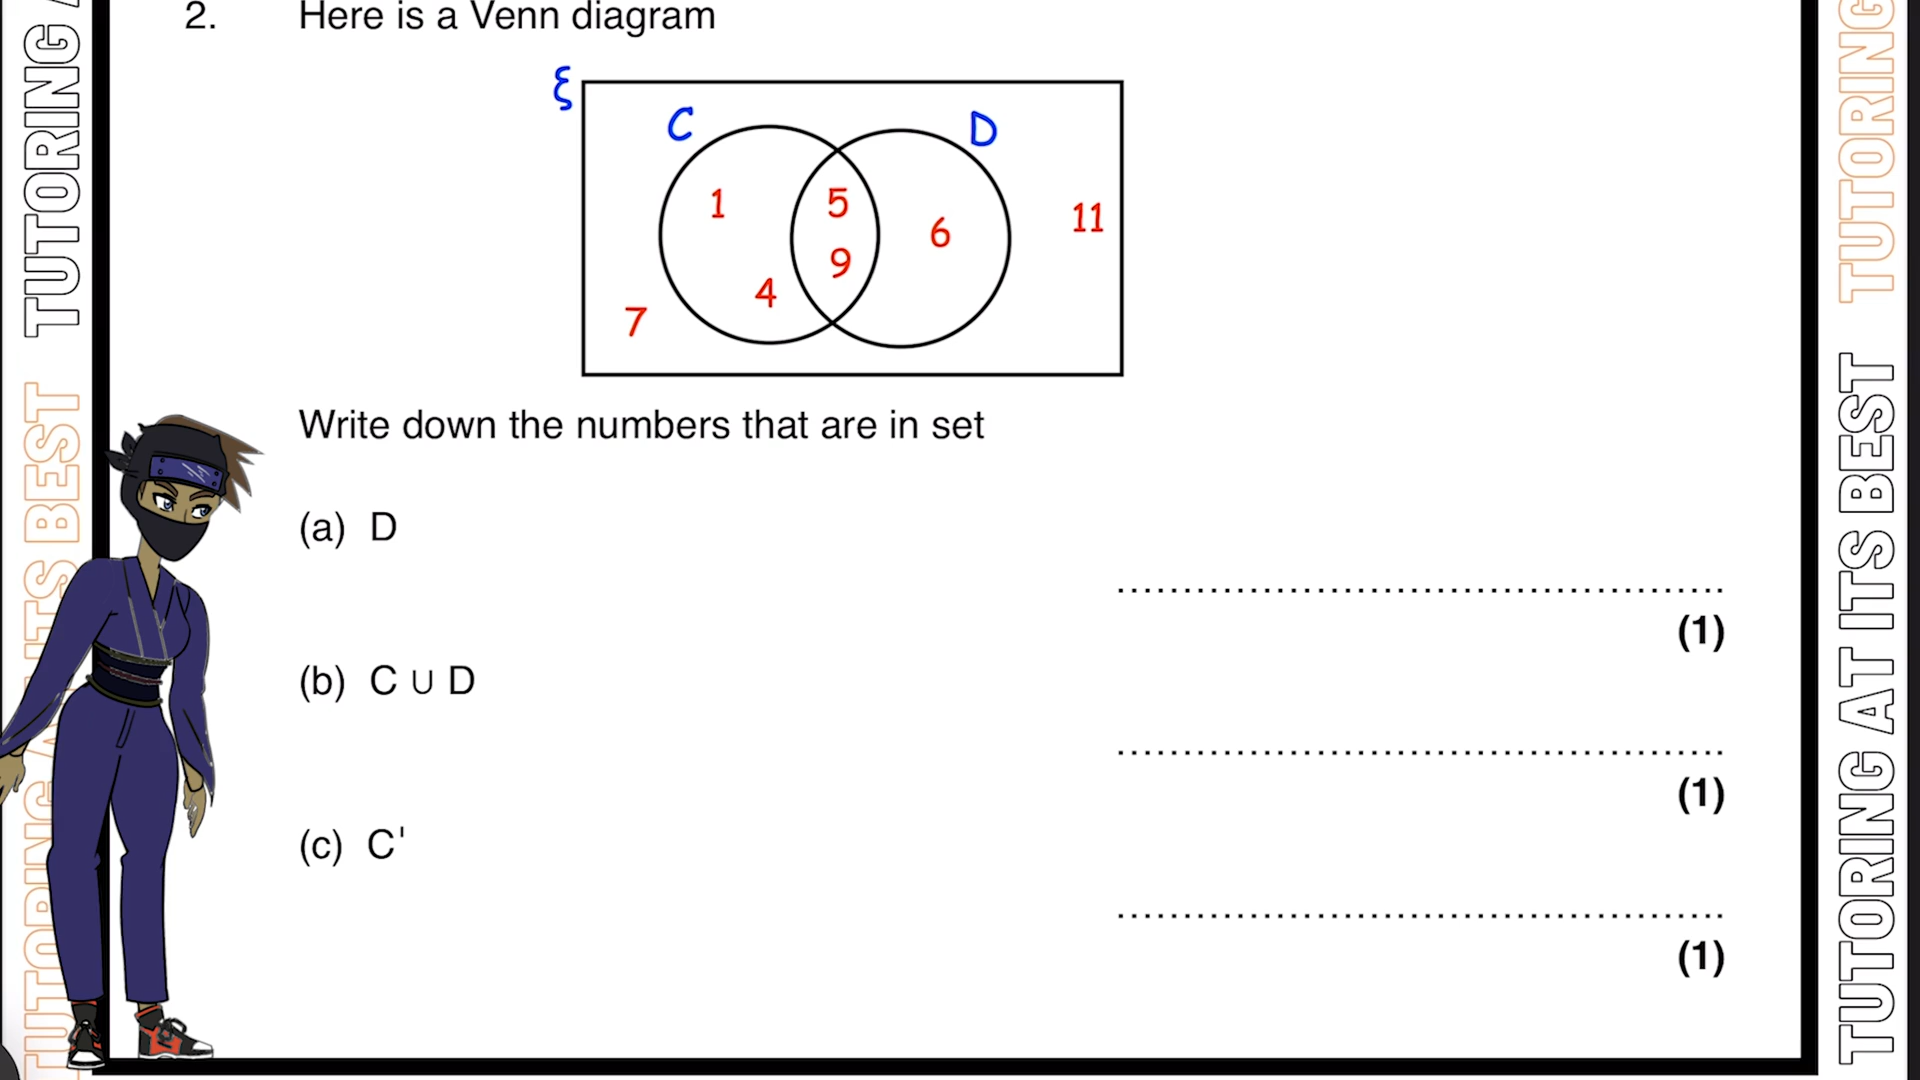 2. Here is a Venn diagram
ξ
C
D
1
5
6
11
9
4
7
Write down the numbers that are in set
(a) D
(1)
(b) C ∪ D
(1)
(c) C'
(1)
TUTORING
TUTORING AT ITS BEST
TUTORING
TUTORING AT ITS BEST